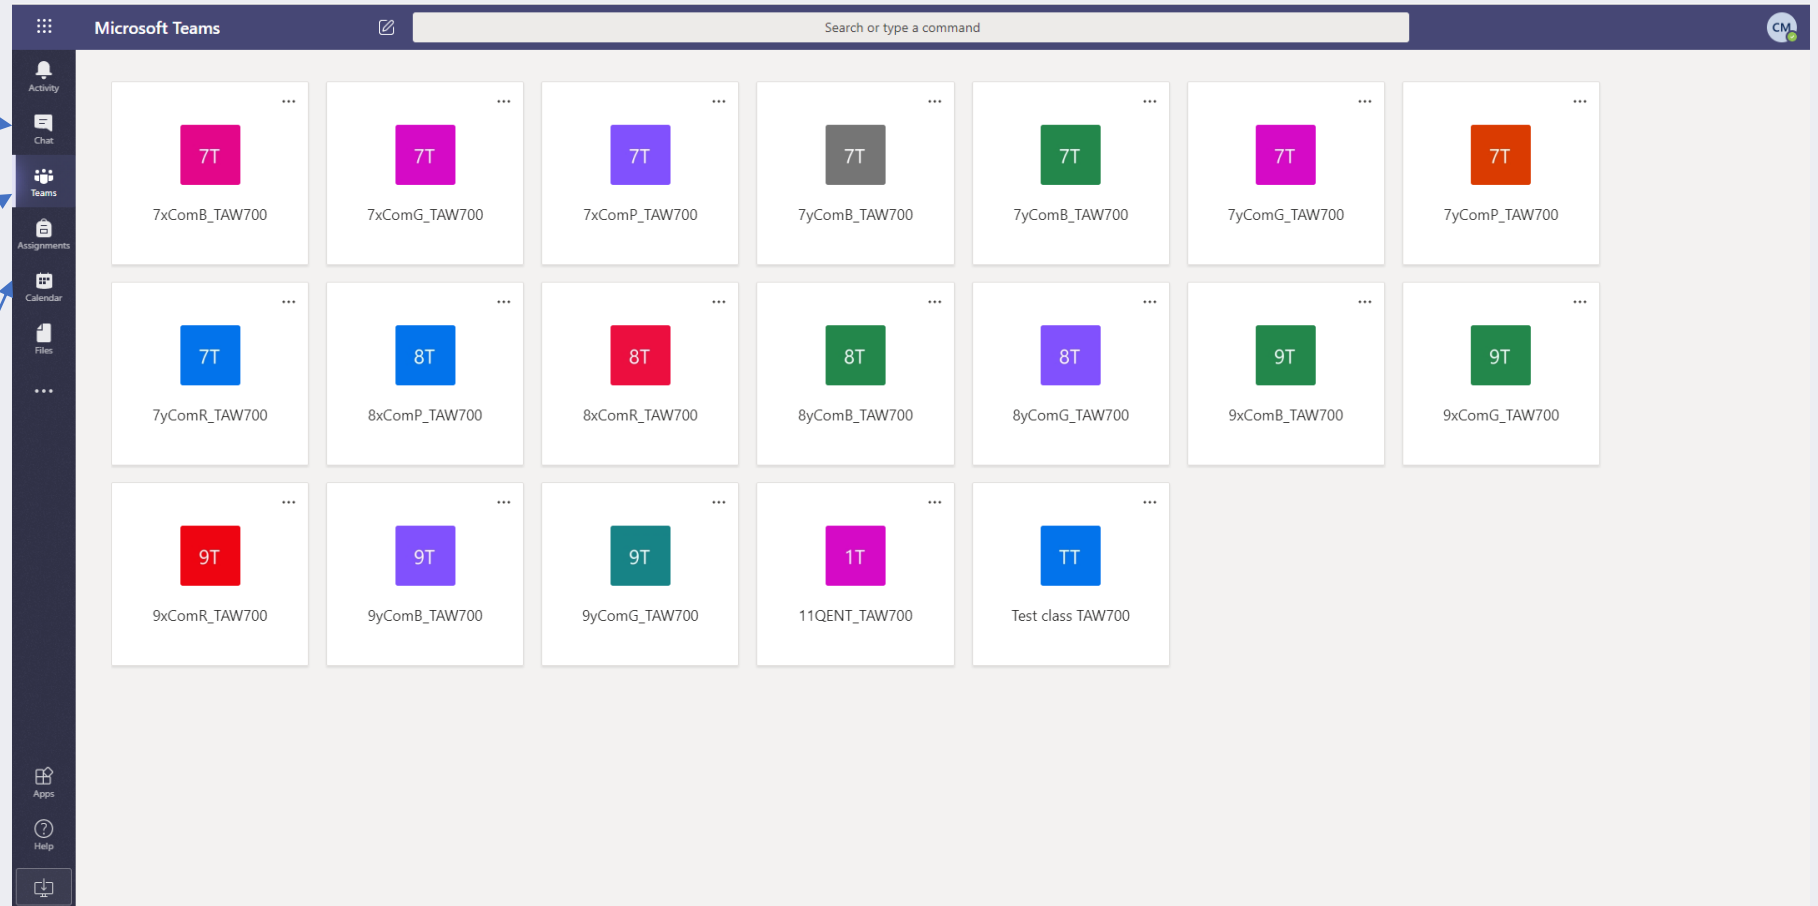 Microsoft Teams
Search or type a command
CM
Activity
Chat
Teams
Assignments
Calendar
Files
7T
7T
7T
7T
7T
7T
7T
7xComB_TAW700
7xComG_TAW700
7xComP_TAW700
7yComB_TAW700
7yComB_TAW700
7yComG_TAW700
7yComP_TAW700
7T
8T
8T
8T
8T
9T
9T
7yComR_TAW700
8xComP_TAW700
8xComR_TAW700
8yComB_TAW700
8yComG_TAW700
9xComB_TAW700
9xComG_TAW700
9T
9T
9T
1T
TT
9xComR_TAW700
9yComB_TAW700
9yComG_TAW700
11QENT_TAW700
Test class TAW700
Apps
Help